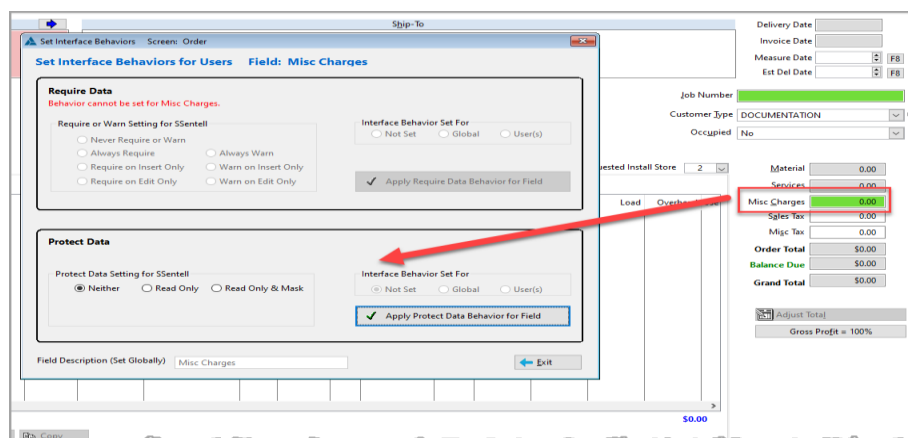 Ship-To
Delivery Date
Invoice Date
Measure Date F8
Est Del Date F8
Set Interface Behaviors Screen: Order
Set Interface Behaviors for Users Field: Misc Charges
Require Data
Behavior cannot be set for Misc Charges.
Require or Warn Setting for SSentell
Never Require or Warn
Always Require Always Warn
Require on Insert Only Warn on Insert Only
Require on Edit Only Warn on Edit Only
Interface Behavior Set For
Not Set Global User(s)
Apply Require Data Behavior for Field
Protect Data
Protect Data Setting for SSentell
Neither Read Only Read Only & Mask
Interface Behavior Set For
Not Set Global User(s)
Apply Protect Data Behavior for Field
Field Description (Set Globally) Misc Charges
Exit
Job Number
Customer Type DOCUMENTATION
Occupied No
Install Store 2
Load
Material 0.00
Services 0.00
Misc Charges 0.00
Sales Tax 0.00
Misc Tax 0.00
Order Total $0.00
Balance Due $0.00
Grand Total $0.00
Adjust Total
Gross Profit = 100%
$0.00
Copy